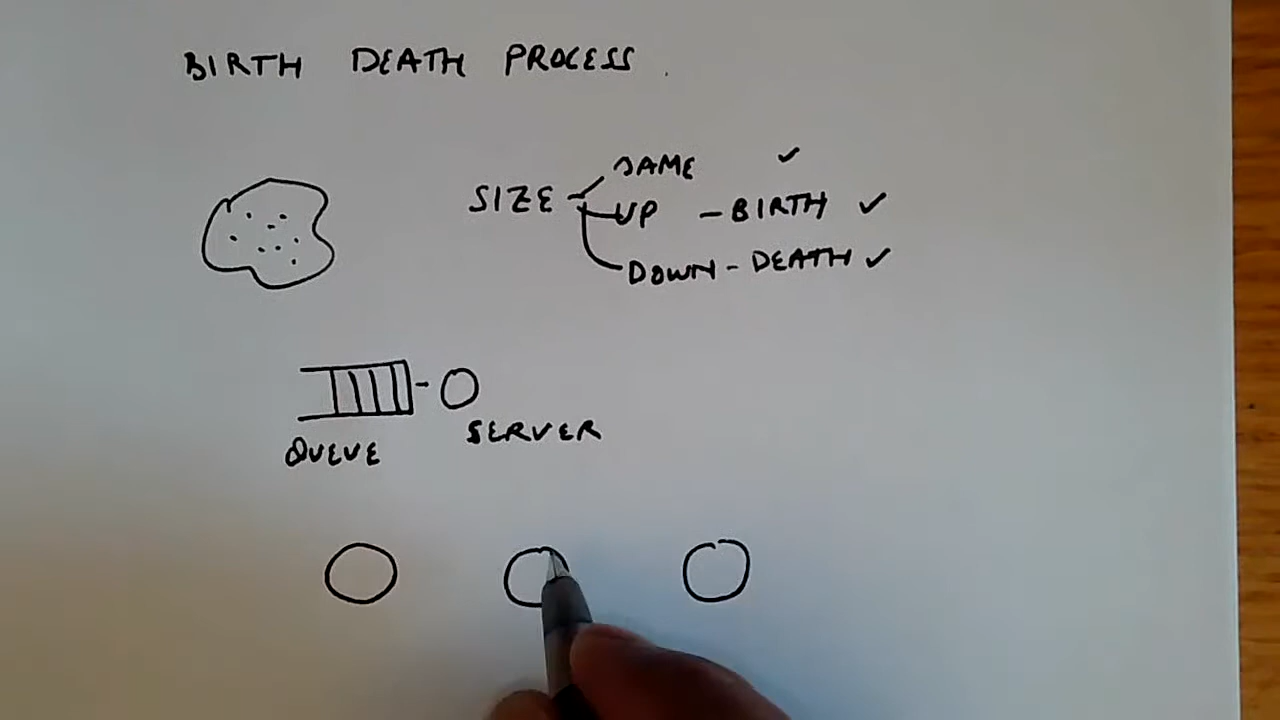 BIRTH DEATH PROCESS.
SAME ✓
SIZE UP - BIRTH ✓
DOWN - DEATH ✓
QUEUE SERVER